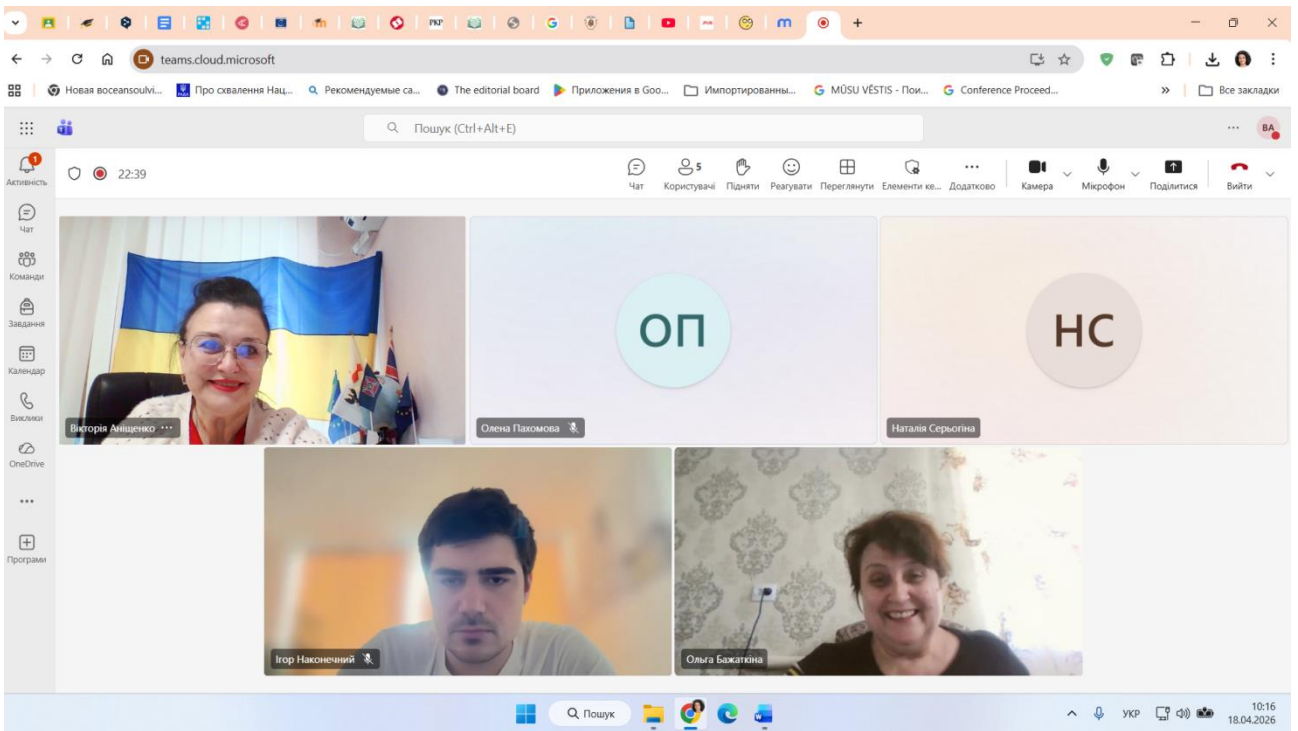 teams.cloud.microsoft
Новая восеansoulvi...
Про схвалення Нац...
Рекомендуемые са...
The editorial board
Приложения в Goo...
Импортированны...
MŪSU VĒSTIS - Пои...
Conference Proceed...
»
Все закладки
Пошук (Ctrl+Alt+E)
BA
1
Активність
22:39
Чат
5
Користувачі
Підняти
Реагувати
Переглянути
Елементи ке...
Додатково
Камера
Мікрофон
Поділитися
Вийти
Чат
Команди
Завдання
Календар
Виклики
OneDrive
Програми
Вікторія Аніщенко
ОП
Олена Пахомова
НС
Наталія Серьогіна
Ігор Наконечний
Ольга Бажаткіна
Пошук
УКР
10:16
18.04.2026